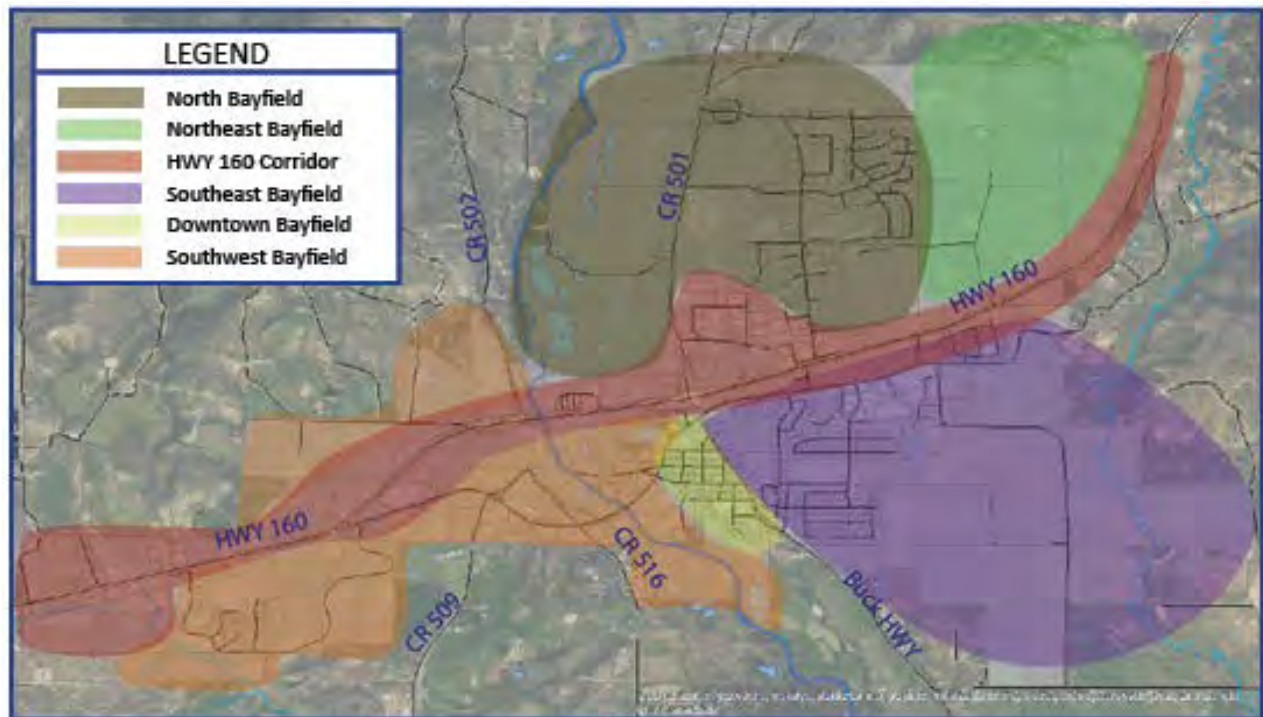 LEGEND
North Bayfield
Northeast Bayfield
HWY 160 Corridor
Southeast Bayfield
Downtown Bayfield
Southwest Bayfield
CR 502
CR 501
HWY 160
HWY 160
CR 516
CR 509
BUCK HWY